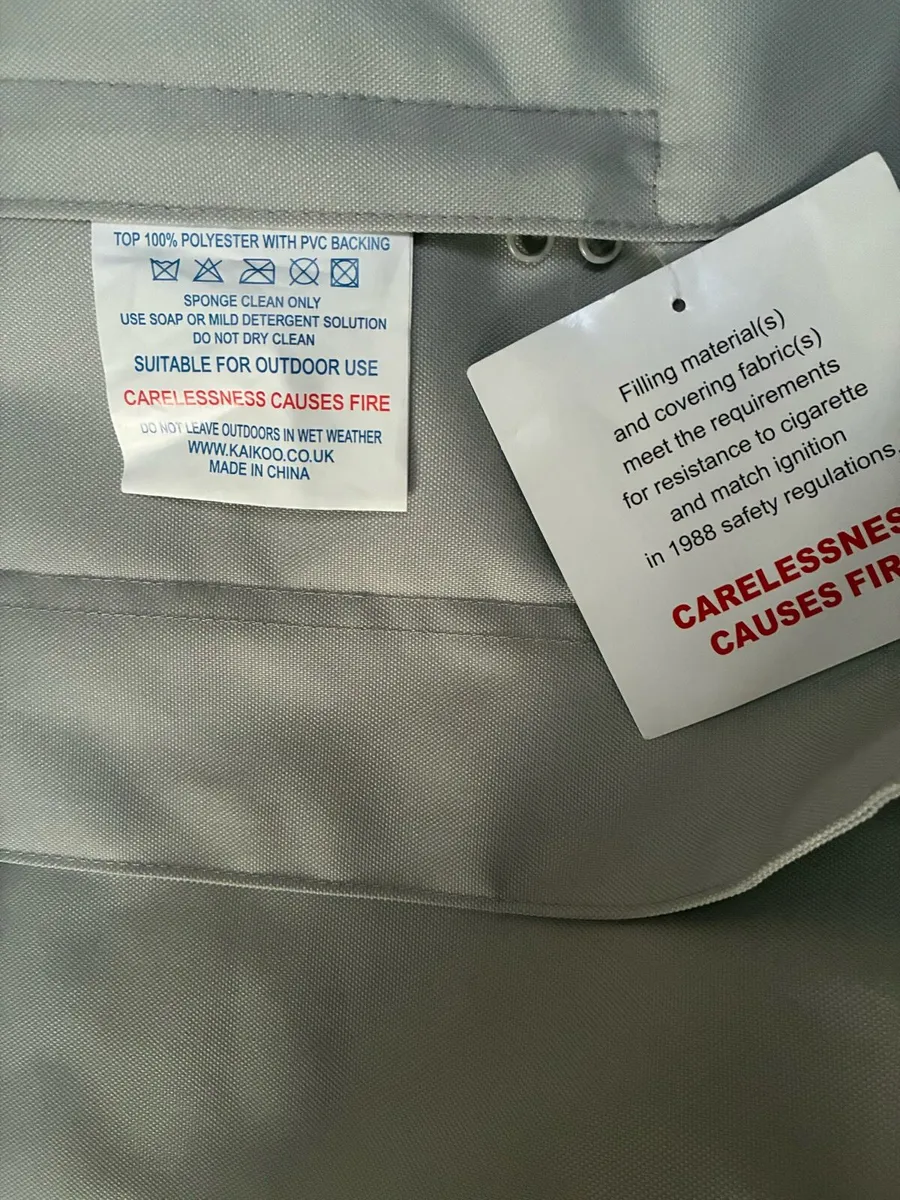 TOP 100% POLYESTER WITH PVC BACKING
SPONGE CLEAN ONLY
USE SOAP OR MILD DETERGENT SOLUTION
DO NOT DRY CLEAN
SUITABLE FOR OUTDOOR USE
CARELESSNESS CAUSES FIRE
DO NOT LEAVE OUTDOORS IN WET WEATHER
WWW.KAIKOO.CO.UK
MADE IN CHINA
Filling material(s)
and covering fabric(s)
meet the requirements
for resistance to cigarette
and match ignition
in 1988 safety regulations.
CARELESSNES
CAUSES FIR